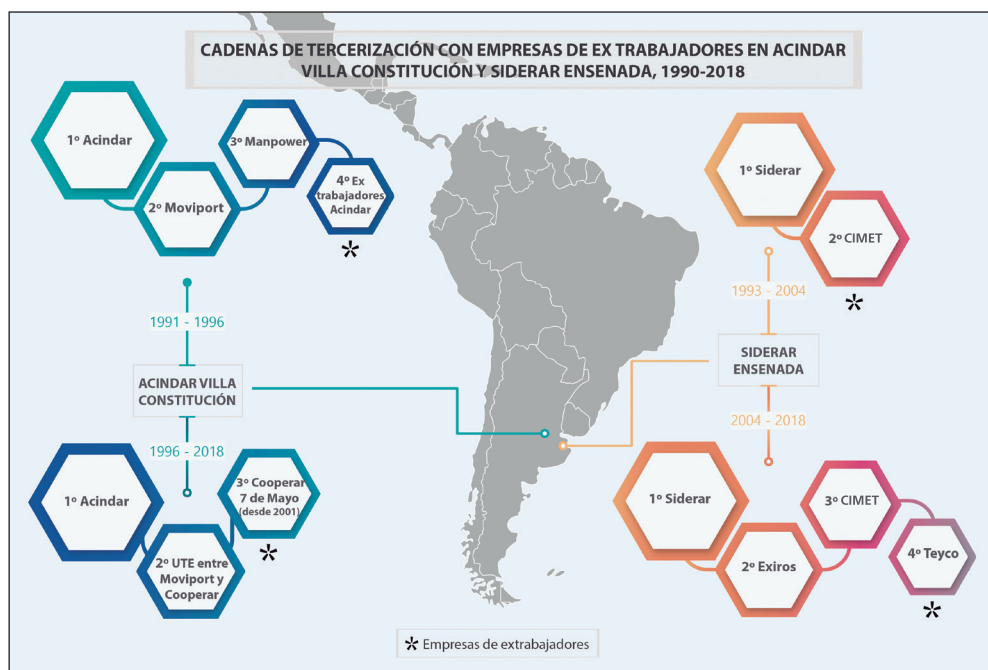 CADENAS DE TERCERIZACIÓN CON EMPRESAS DE EX TRABAJADORES EN ACINDAR
VILLA CONSTITUCIÓN Y SIDERAR ENSENADA, 1990-2018
1º Acindar
2º Moviport
3º Manpower
4º Ex
trabajadores
Acindar
*
1991 - 1996
ACINDAR VILLA
CONSTITUCIÓN
1996 - 2018
1º Acindar
2º UTE entre
Moviport y
Cooperar
3º Cooperar
7 de Mayo
(desde 2001)
*
1º Siderar
2º CIMET
*
1993 - 2004
SIDERAR
ENSENADA
2004 - 2018
1º Siderar
2º Exiros
3º CIMET
4º Teyco
*
* Empresas de extrabajadores